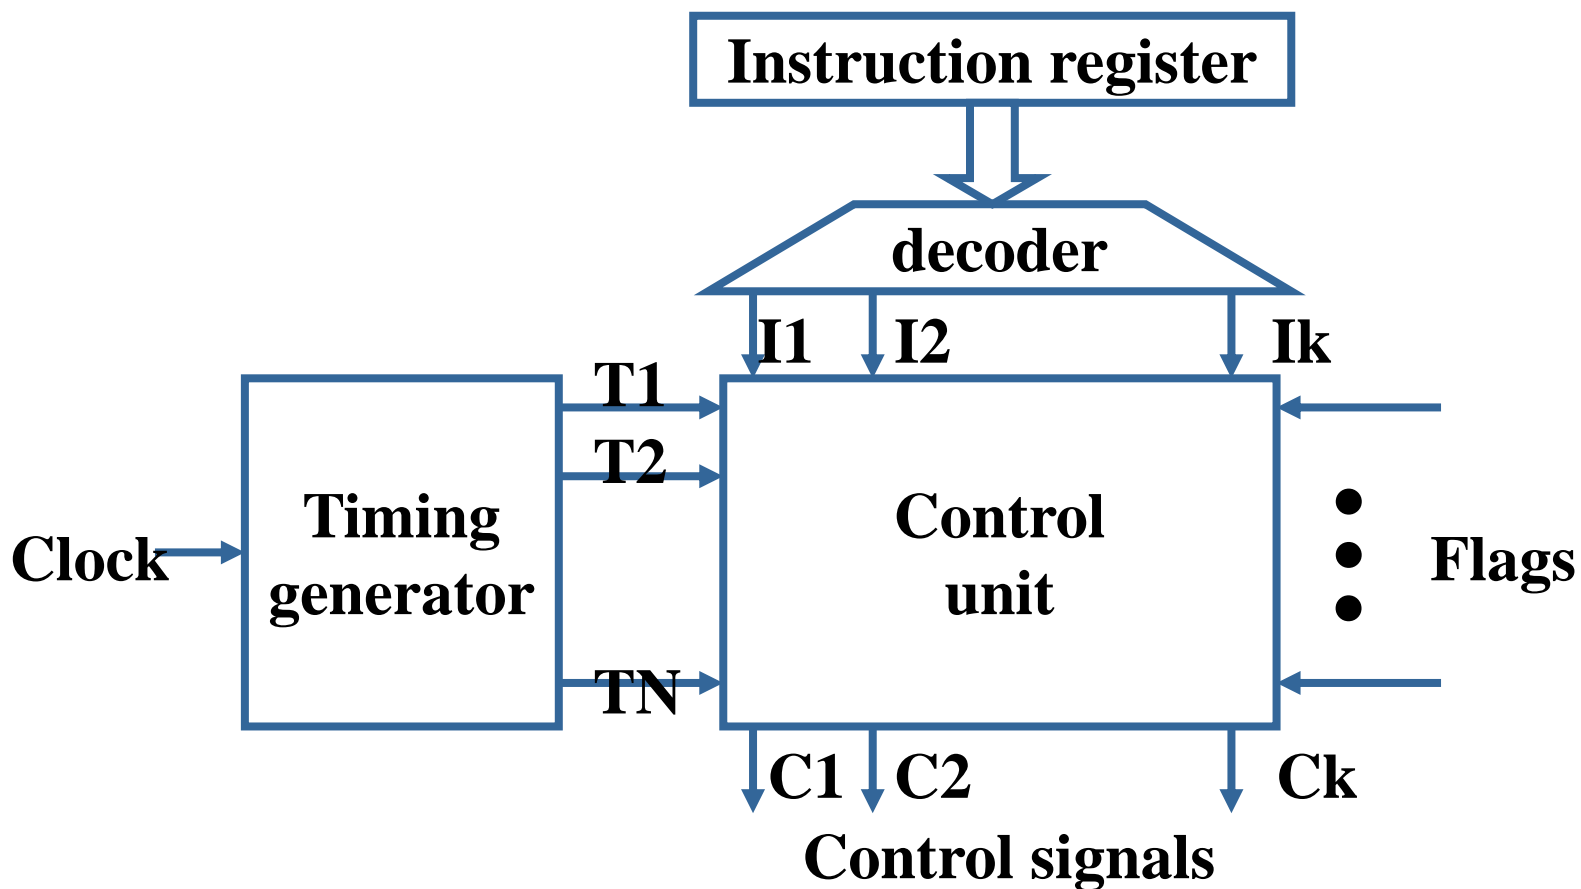 Instruction register
decoder
I1 I2 Ik
T1
T2
Timing
generator
Control
unit
Clock
Flags
TN
C1 C2 Ck
Control signals